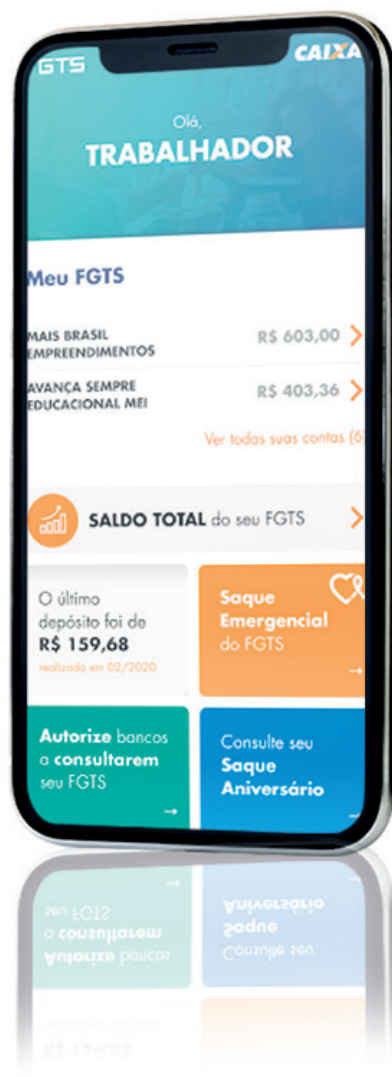 GTS CAIXA
Olá,
TRABALHADOR
Meu FGTS
MAIS BRASIL
EMPREENDIMENTOS
R$ 603,00
AVANÇA SEMPRE
EDUCACIONAL MEI
R$ 403,36
Ver todas suas contas (6)
SALDO TOTAL do seu FGTS
O último
depósito foi de
R$ 159,68
realizado em 02/2020
Saque
Emergencial
do FGTS
Autorize bancos
a consultarem
seu FGTS
Consulte seu
Saque
Aniversário